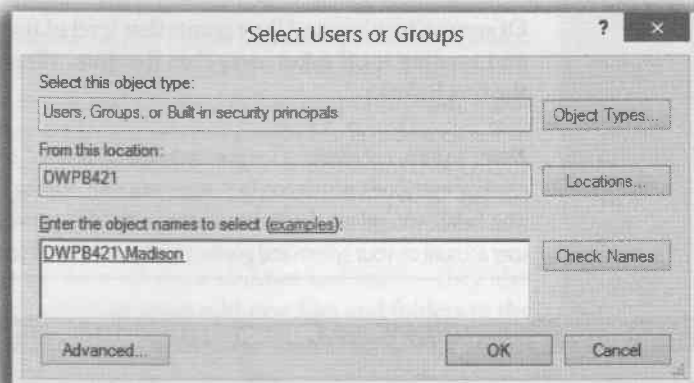 Select Users or Groups
? ×
Select this object type:
Users, Groups, or Built-in security principals
Object Types...
From this location:
DWPB421
Locations...
Enter the object names to select (examples):
DWPB421\Madison
Check Names
Advanced...
OK
Cancel